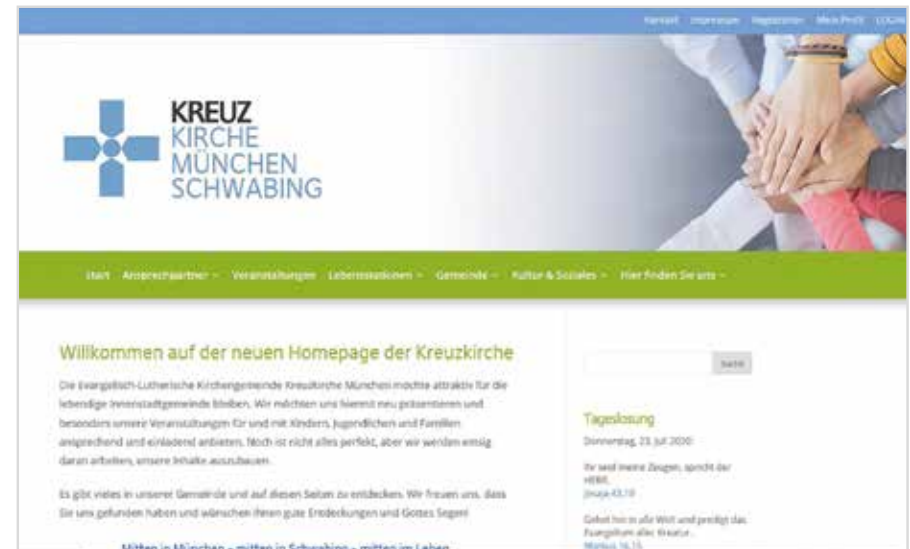 Kontakt Impressum Registrieren Mein Profil LOGIN
KREUZ
KIRCHE
MÜNCHEN
SCHWABING
Start Ansprechpartner Veranstaltungen Lebensstationen Gemeinde Kultur & Soziales Hier finden Sie uns
Willkommen auf der neuen Homepage der Kreuzkirche
Die Evangelisch-Lutherische Kirchengemeinde Kreuzkirche München möchte attraktiv für die
lebendige Innenstadtgemeinde bleiben. Wir möchten uns hiermit neu präsentieren und
besonders unsere Veranstaltungen für und mit Kindern, Jugendlichen und Familien
ansprechend und einladend anbieten. Noch ist nicht alles perfekt, aber wir werden emsig
daran arbeiten, unsere Inhalte auszubauen.
Es gibt vieles in unserer Gemeinde und auf diesen Seiten zu entdecken. Wir freuen uns, dass
Sie uns gefunden haben und wünschen Ihnen gute Entdeckungen und Gottes Segen!
Mitten in München – mitten in Schwabing – mitten im Leben
Suche
Tageslosung
Donnerstag, 23. Juli 2020
Ihr seid meine Zeugen, spricht der
HERR.
Jesaja 43,10
Gehet hin in alle Welt und predigt das
Evangelium aller Kreatur.
Markus 16,15